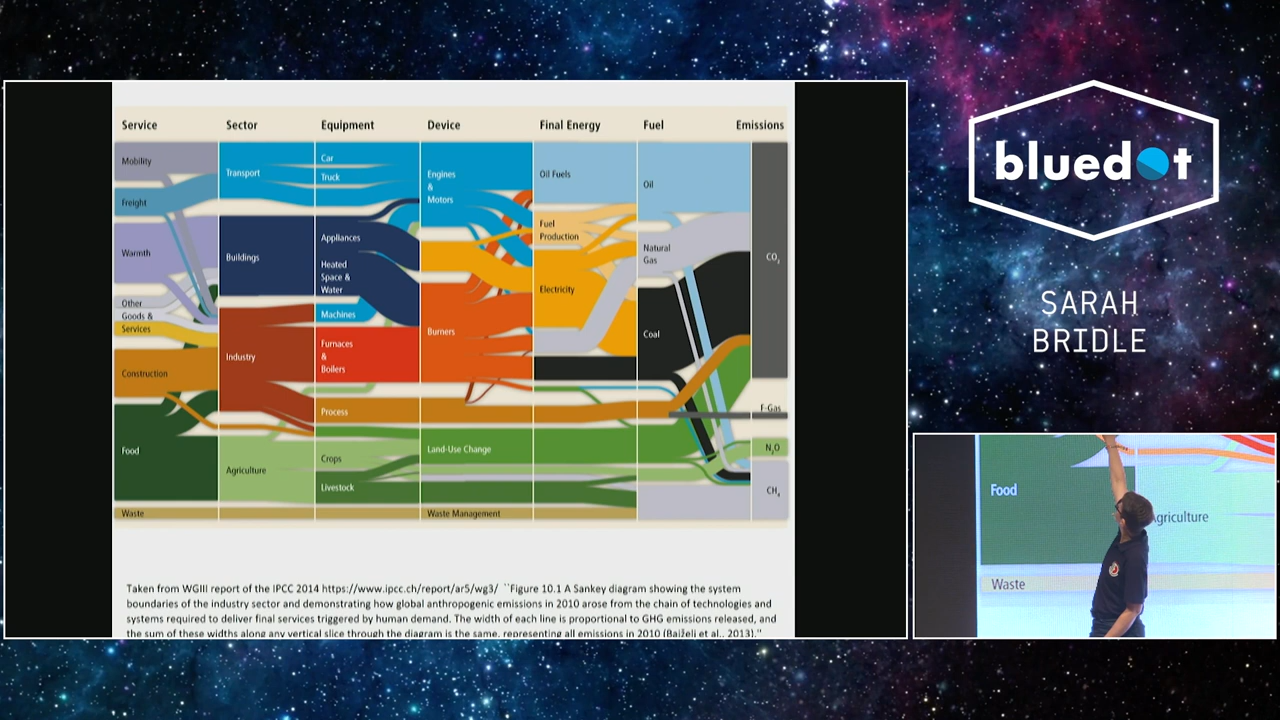 Service Sector Equipment Device Final Energy Fuel Emissions
Mobility
Freight
Warmth
Other
Goods &
Services
Construction
Food
Waste
Transport
Buildings
Industry
Agriculture
Car
Truck
Appliances
Heated
Space &
Water
Machines
Furnaces
&
Boilers
Process
Crops
Livestock
Engines
&
Motors
Burners
Land-Use Change
Waste Management
Oil Fuels
Fuel
Production
Electricity
Oil
Natural
Gas
Coal
CO₂
F-Gas
N₂O
CH₄
Taken from WGIII report of the IPCC 2014 https://www.ipcc.ch/report/ar5/wg3/ ``Figure 10.1 A Sankey diagram showing the system
boundaries of the industry sector and demonstrating how global anthropogenic emissions in 2010 arose from the chain of technologies and
systems required to deliver final services triggered by human demand. The width of each line is proportional to GHG emissions released, and
the sum of these widths along any vertical slice through the diagram is the same, representing all emissions in 2010 (Bajželj et al., 2013)."
bluedot
SARAH
BRIDLE
Food
Agriculture
Waste